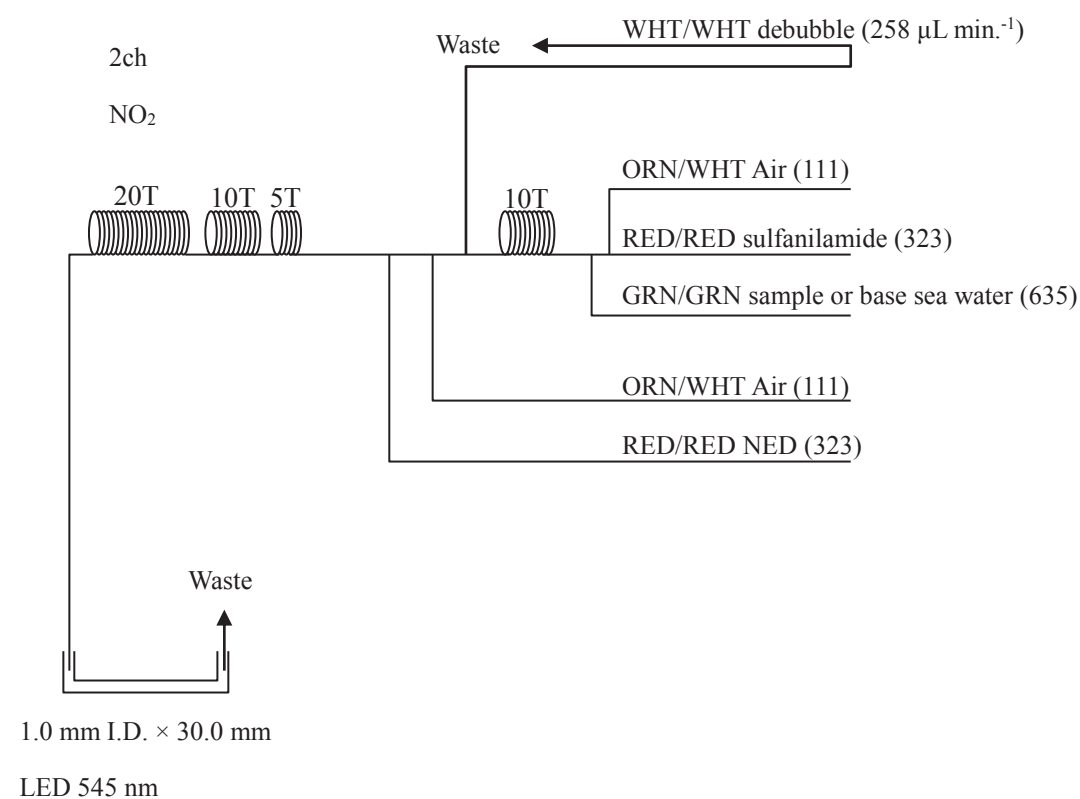 2ch
NO₂
Waste
WHT/WHT debubble (258 μL min.⁻¹)
20T
10T
5T
10T
ORN/WHT Air (111)
RED/RED sulfanilamide (323)
GRN/GRN sample or base sea water (635)
ORN/WHT Air (111)
RED/RED NED (323)
Waste
1.0 mm I.D. × 30.0 mm
LED 545 nm